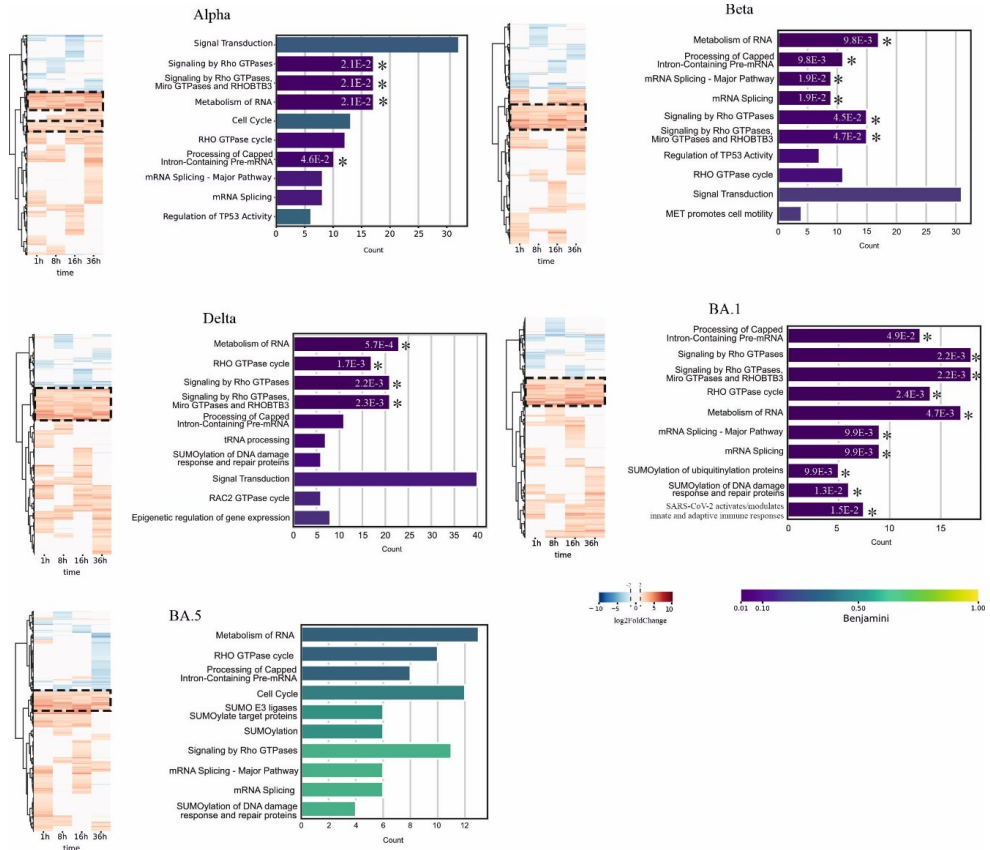 Alpha
Signal Transduction
Signaling by Rho GTPases
2.1E-2 *
Signaling by Rho GTPases,
Miro GTPases and RHOBTB3
2.1E-2 *
Metabolism of RNA
2.1E-2 *
Cell Cycle
RHO GTPase cycle
Processing of Capped
Intron-Containing Pre-mRNA
4.6E-2 *
mRNA Splicing - Major Pathway
mRNA Splicing
Regulation of TP53 Activity
0 5 10 15 20 25 30
Count
1h 8h 16h 36h
time
Beta
Metabolism of RNA
9.8E-3 *
Processing of Capped
Intron-Containing Pre-mRNA
9.8E-3 *
mRNA Splicing - Major Pathway
1.9E-2 *
mRNA Splicing
1.9E-2 *
Signaling by Rho GTPases
4.5E-2 *
Signaling by Rho GTPases,
Miro GTPases and RHOBTB3
4.7E-2 *
Regulation of TP53 Activity
RHO GTPase cycle
Signal Transduction
MET promotes cell motility
0 5 10 15 20 25 30
Count
1h 8h 16h 36h
time
Delta
Metabolism of RNA
5.7E-4 *
RHO GTPase cycle
1.7E-3 *
Signaling by Rho GTPases
2.2E-3 *
Signaling by Rho GTPases,
Miro GTPases and RHOBTB3
2.3E-3 *
Processing of Capped
Intron-Containing Pre-mRNA
tRNA processing
SUMOylation of DNA damage
response and repair proteins
Signal Transduction
RAC2 GTPase cycle
Epigenetic regulation of gene expression
0 5 10 15 20 25 30 35 40
Count
1h 8h 16h 36h
time
BA.1
Processing of Capped
Intron-Containing Pre-mRNA
4.9E-2 *
Signaling by Rho GTPases
2.2E-3 *
Signaling by Rho GTPases,
Miro GTPases and RHOBTB3
2.2E-3 *
RHO GTPase cycle
2.4E-3 *
Metabolism of RNA
4.7E-3 *
mRNA Splicing - Major Pathway
9.9E-3 *
mRNA Splicing
9.9E-3 *
SUMOylation of ubiquitinylation proteins
9.9E-3 *
SUMOylation of DNA damage
response and repair proteins
1.3E-2 *
SARS-CoV-2 activates/modulates
innate and adaptive immune responses
1.5E-2 *
0 5 10 15
Count
1h 8h 16h 36h
time
BA.5
Metabolism of RNA
RHO GTPase cycle
Processing of Capped
Intron-Containing Pre-mRNA
Cell Cycle
SUMO E3 ligases
SUMOylate target proteins
SUMOylation
Signaling by Rho GTPases
mRNA Splicing - Major Pathway
mRNA Splicing
SUMOylation of DNA damage
response and repair proteins
0 2 4 6 8 10 12
Count
1h 8h 16h 36h
time
-2 2
-10 -5 0 5 10
log2FoldChange
0.01 0.10 0.50 1.00
Benjamini